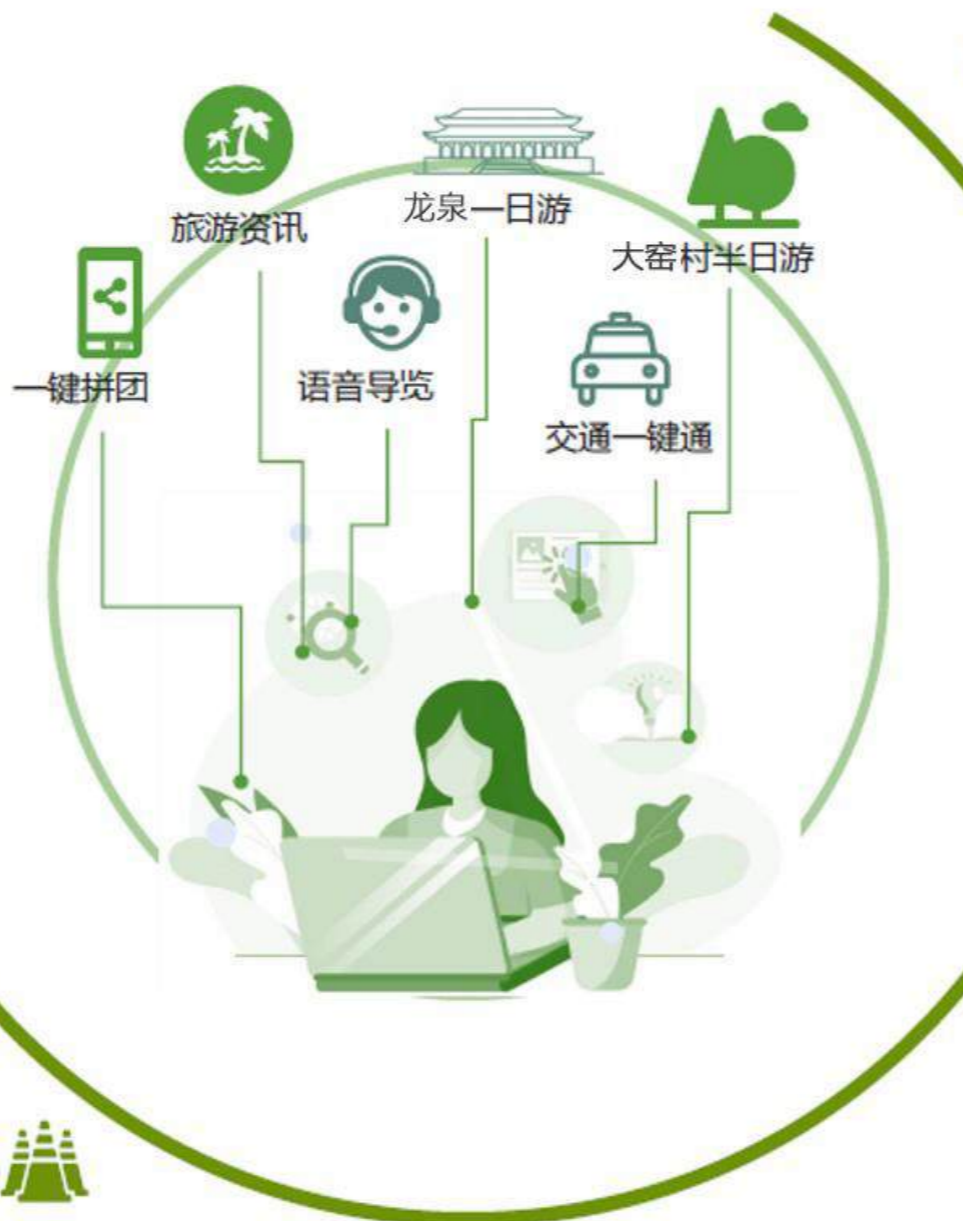 旅游资讯
龙泉一日游
大窑村半日游
一键拼团
语音导览
交通一键通